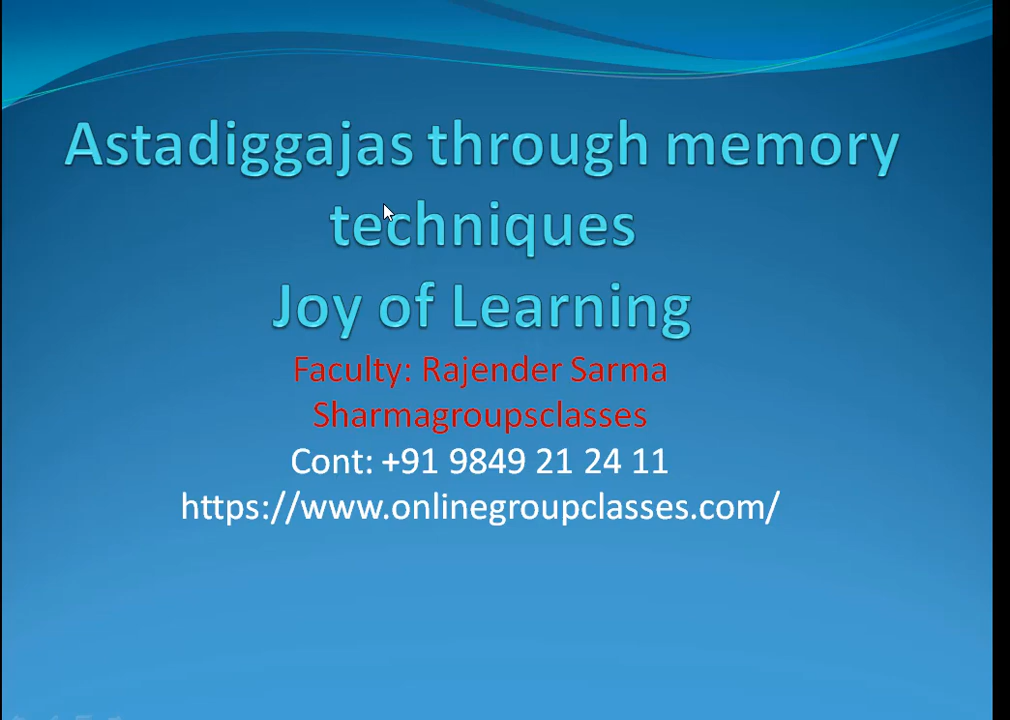 Astadiggajas through memory
techniques
Joy of Learning
Faculty: Rajender Sarma
Sharmagroupsclasses
Cont: +91 9849 21 24 11
https://www.onlinegroupclasses.com/